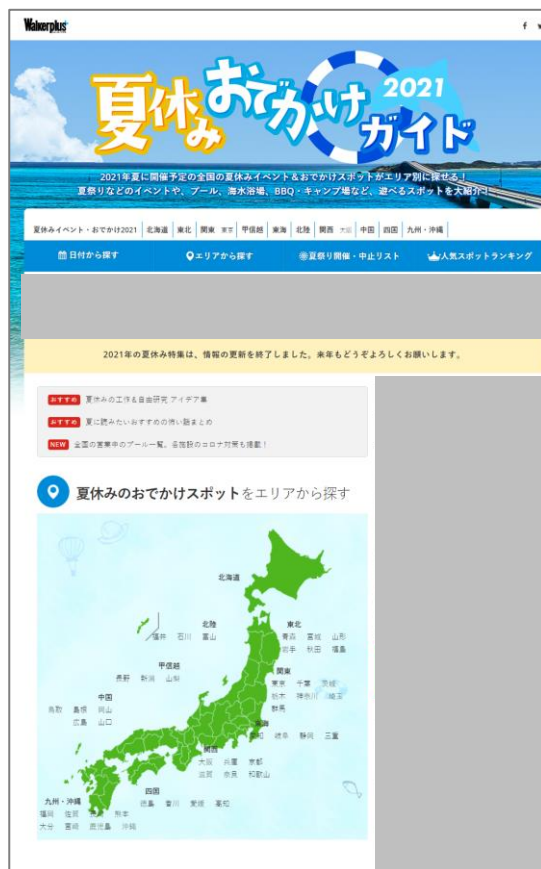 Walkerplus
夏休みおでかけガイド
2021
2021年夏に開催予定の全国の夏休みイベント&おでかけスポットがエリア別に探せる!
夏祭りなどのイベントや、プール、海水浴場、BBQ・キャンプ場など、遊べるスポットを大紹介!
夏休みイベント・おでかけ2021 北海道 東北 関東 東京 甲信越 東海 北陸 関西 大阪 中国 四国 九州・沖縄
日付から探す エリアから探す 夏祭り開催・中止リスト 人気スポットランキング
2021年の夏休み特集は、情報の更新を終了しました。来年もどうぞよろしくお願いします。
おすすめ 夏休みの工作&自由研究 アイデア集
おすすめ 夏に読みたいおすすめの怖い話まとめ
NEW 全国の営業中のプール一覧。各施設のコロナ対策も掲載!
夏休みのおでかけスポットをエリアから探す
北海道
北陸
福井 石川 富山
東北
青森 宮城 山形
岩手 秋田 福島
甲信越
長野 新潟 山梨
関東
東京 千葉 茨城
栃木 神奈川 埼玉
群馬
中国
鳥取 島根 岡山
広島 山口
東海
愛知 岐阜 静岡 三重
関西
大阪 兵庫 京都
滋賀 奈良 和歌山
四国
徳島 香川 愛媛 高知
九州・沖縄
福岡 佐賀 長崎 熊本
大分 宮崎 鹿児島 沖縄